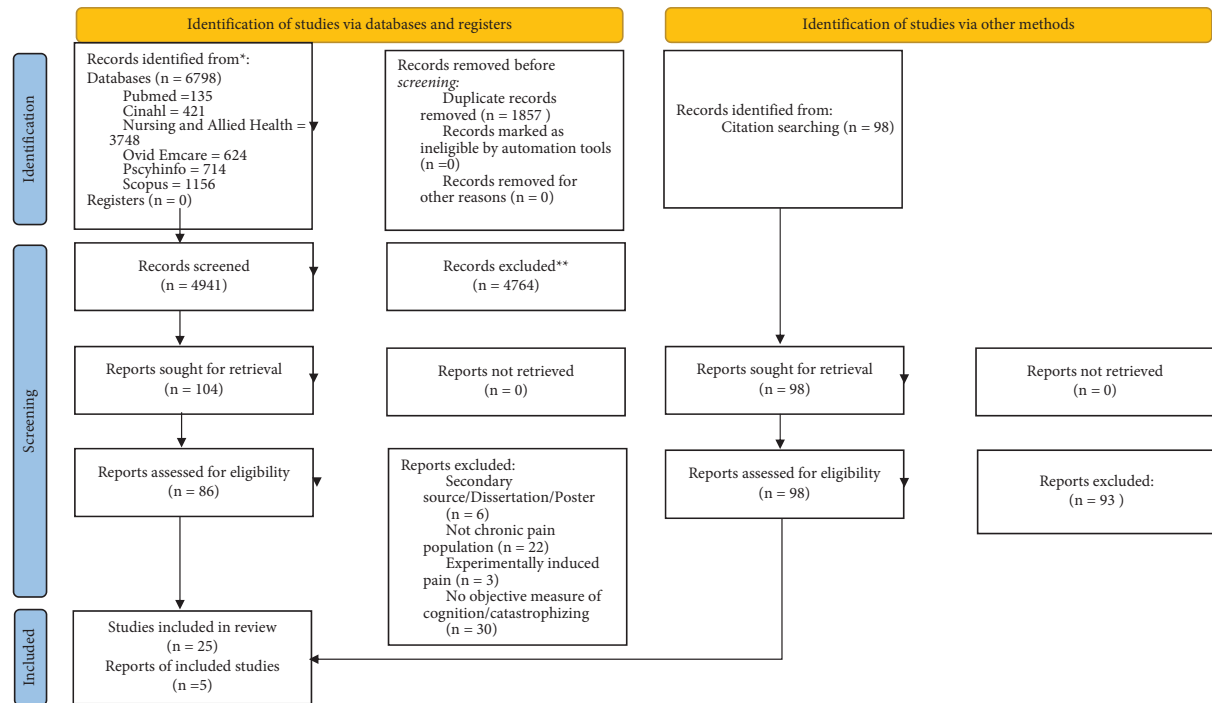 Identification of studies via databases and registers
Identification of studies via other methods
Identification
Records identified from*:
Databases (n = 6798)
Pubmed =135
Cinahl = 421
Nursing and Allied Health =
3748
Ovid Emcare = 624
Pscyhinfo = 714
Scopus = 1156
Registers (n = 0)
Records removed before
screening:
Duplicate records
removed (n = 1857 )
Records marked as
ineligible by automation tools
(n =0)
Records removed for
other reasons (n = 0)
Records identified from:
Citation searching (n = 98)
Screening
Records screened
(n = 4941)
Records excluded**
(n = 4764)
Reports sought for retrieval
(n = 104)
Reports not retrieved
(n = 0)
Reports sought for retrieval
(n = 98)
Reports not retrieved
(n = 0)
Reports assessed for eligibility
(n = 86)
Reports excluded:
Secondary
source/Dissertation/Poster
(n = 6)
Not chronic pain
population (n = 22)
Experimentally induced
pain (n = 3)
No objective measure of
cognition/catastrophizing
(n = 30)
Reports assessed for eligibility
(n = 98)
Reports excluded:
(n = 93 )
Included
Studies included in review
(n = 25)
Reports of included studies
(n =5)